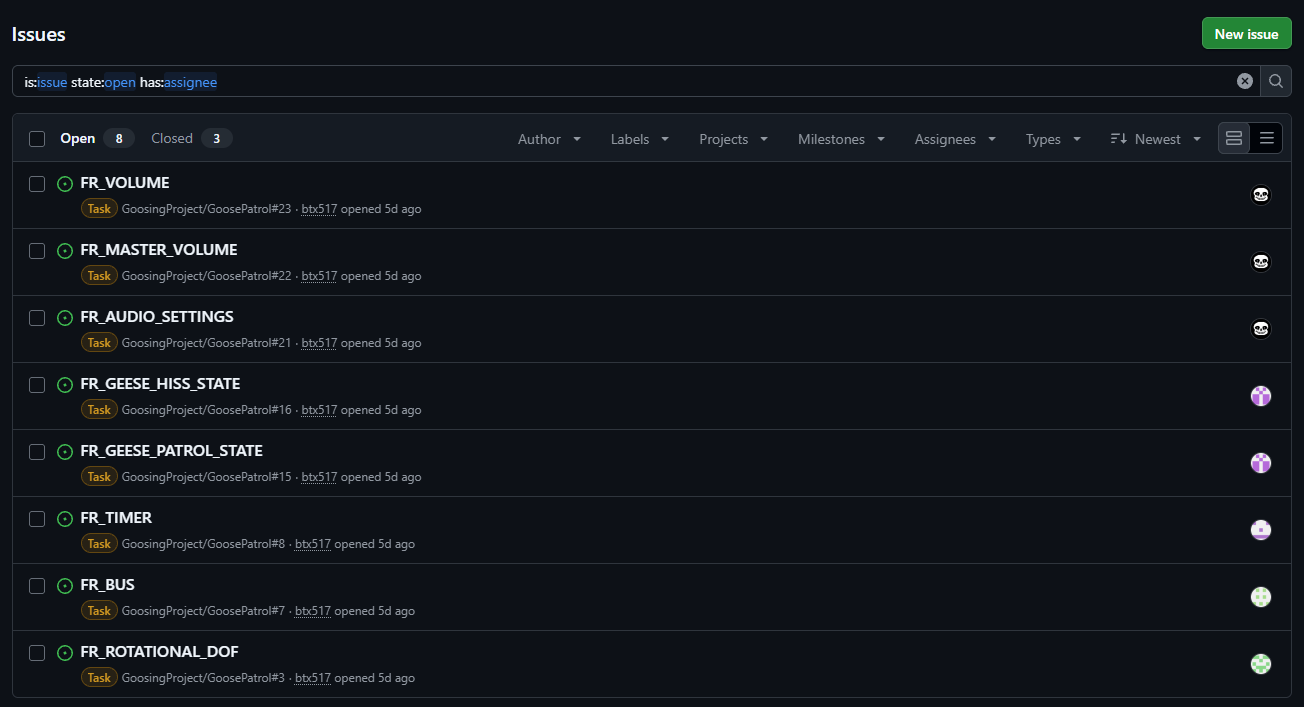 Issues
New issue
is:issue state:open has:assignee
Open 8 Closed 3 Author Labels Projects Milestones Assignees Types Newest
FR_VOLUME
Task GoosingProject/GoosePatrol#23 · btx517 opened 5d ago
FR_MASTER_VOLUME
Task GoosingProject/GoosePatrol#22 · btx517 opened 5d ago
FR_AUDIO_SETTINGS
Task GoosingProject/GoosePatrol#21 · btx517 opened 5d ago
FR_GEESE_HISS_STATE
Task GoosingProject/GoosePatrol#16 · btx517 opened 5d ago
FR_GEESE_PATROL_STATE
Task GoosingProject/GoosePatrol#15 · btx517 opened 5d ago
FR_TIMER
Task GoosingProject/GoosePatrol#8 · btx517 opened 5d ago
FR_BUS
Task GoosingProject/GoosePatrol#7 · btx517 opened 5d ago
FR_ROTATIONAL_DOF
Task GoosingProject/GoosePatrol#3 · btx517 opened 5d ago